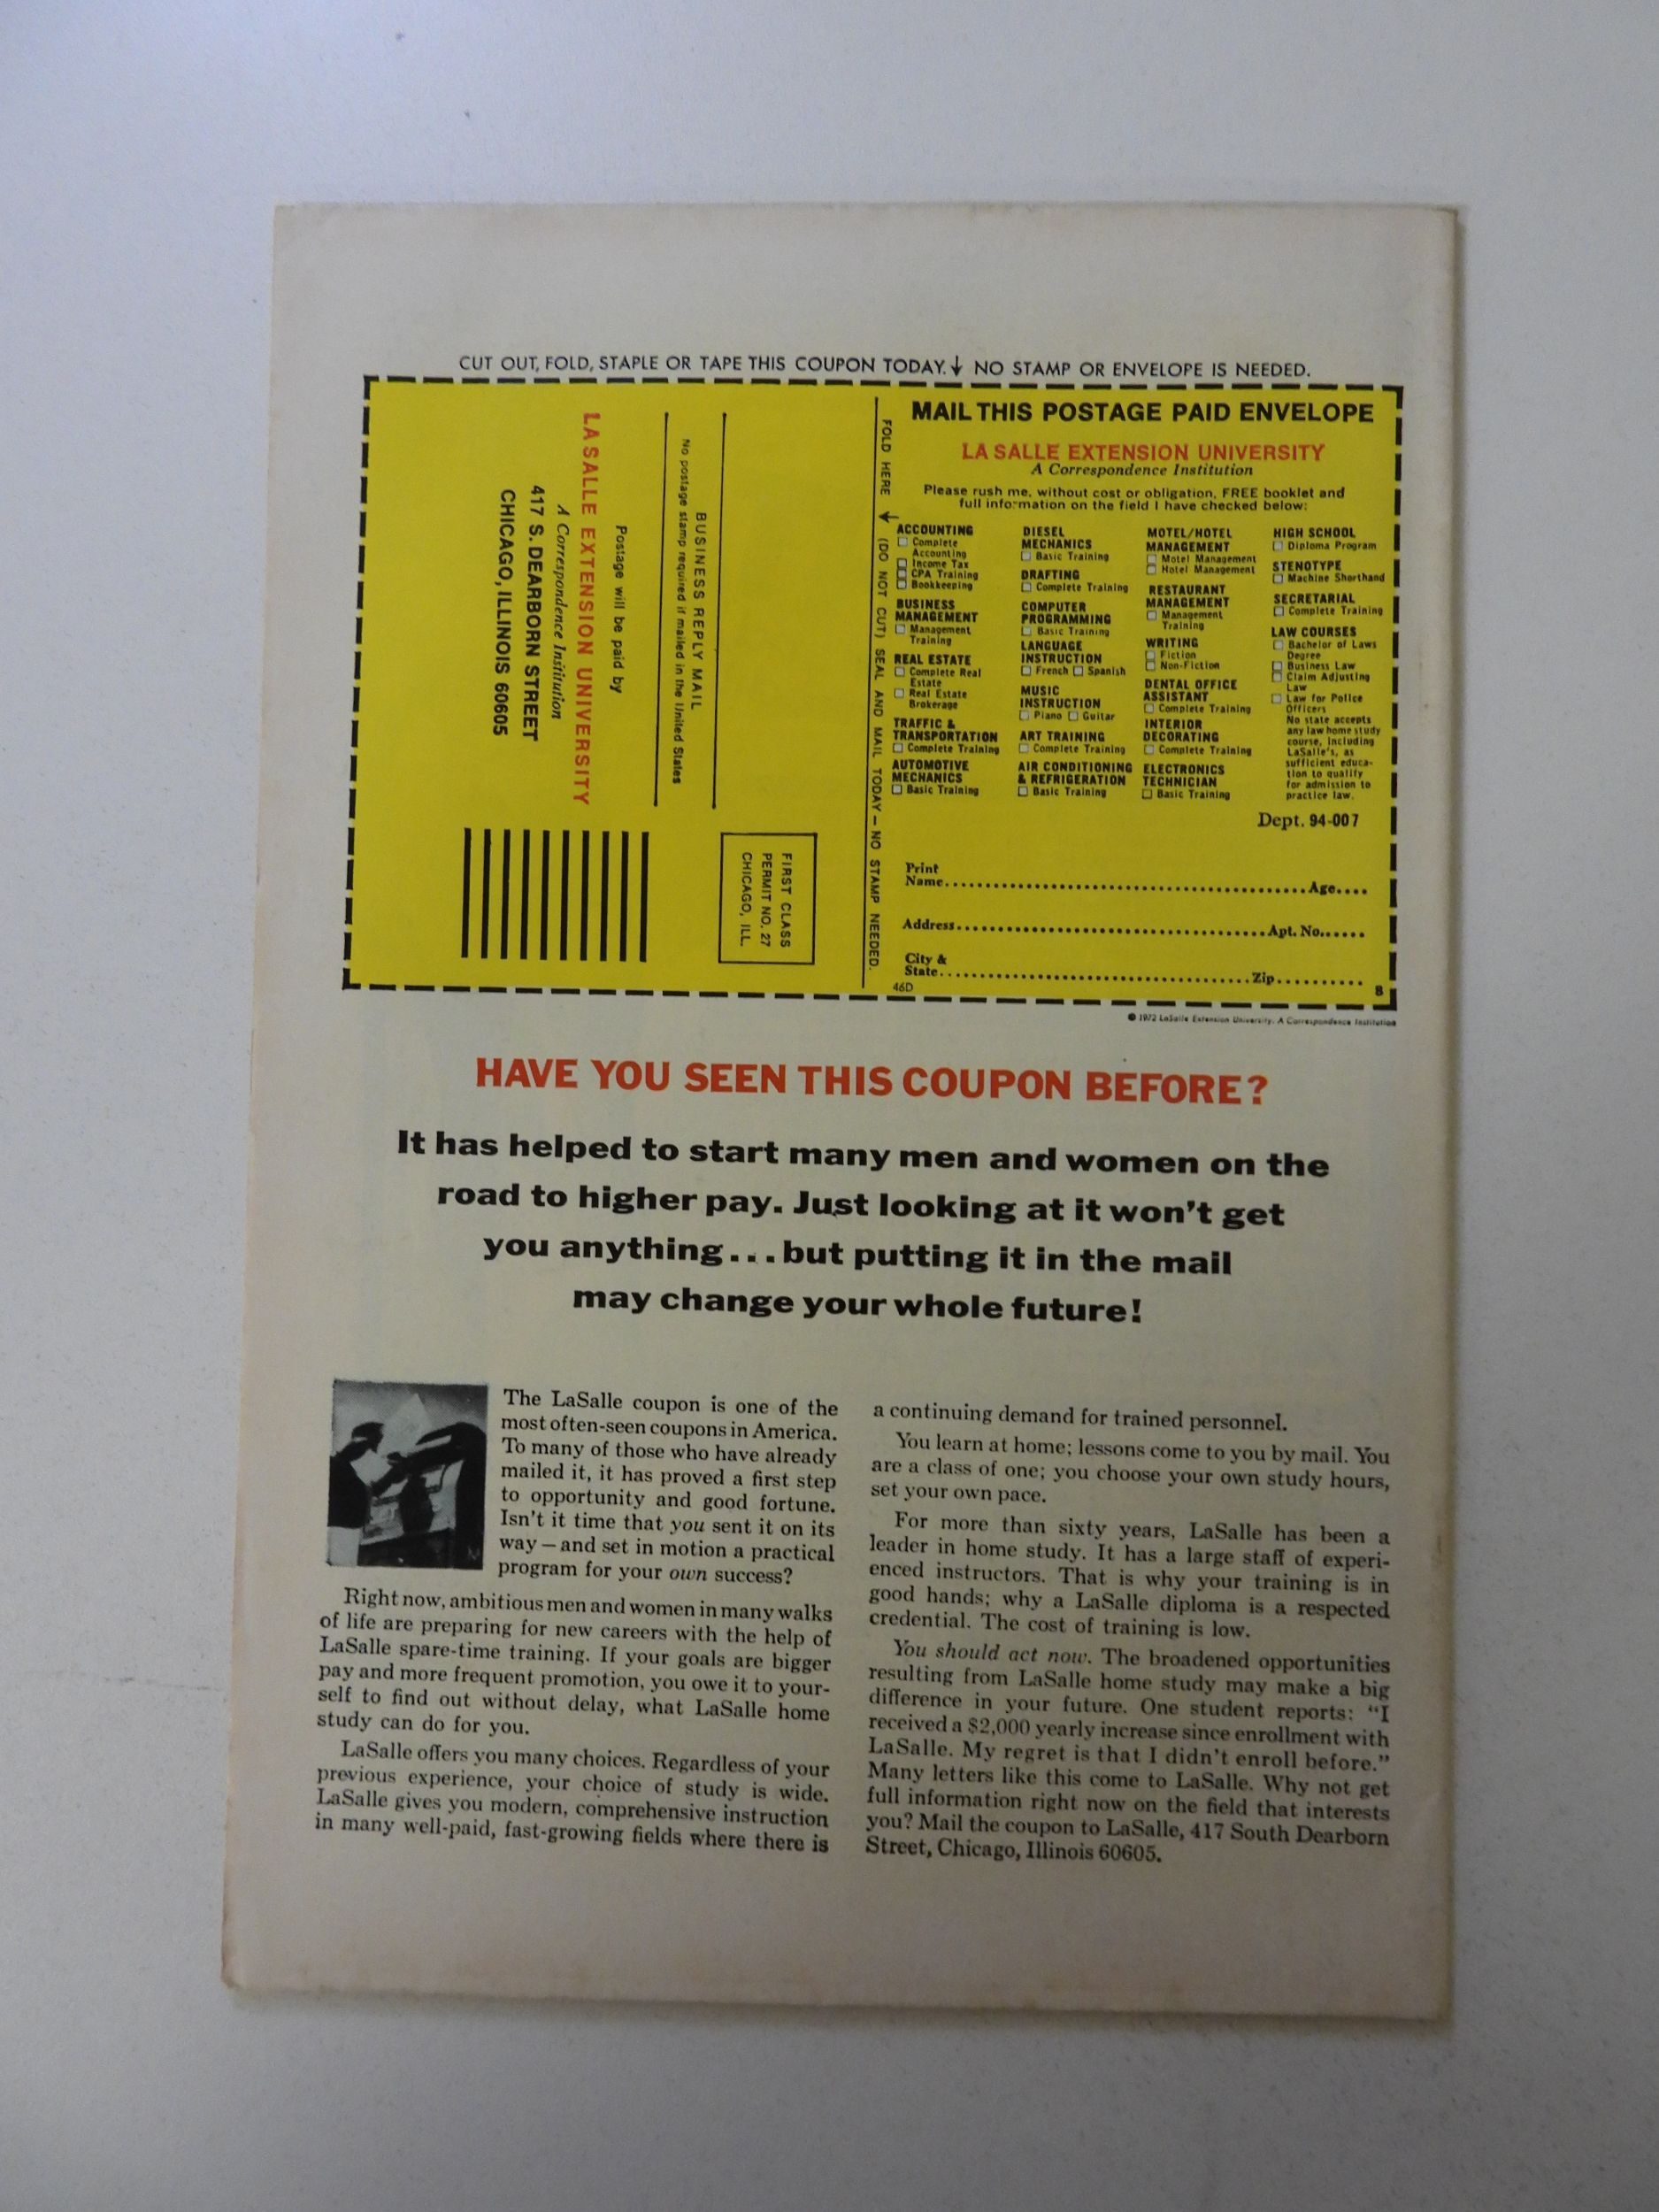 CUT OUT, FOLD, STAPLE OR TAPE THIS COUPON TODAY.↓ NO STAMP OR ENVELOPE IS NEEDED.
BUSINESS REPLY MAIL
No postage stamp required if mailed in the United States
Postage will be paid by
LASALLE EXTENSION UNIVERSITY
A Correspondence Institution
417 S. DEARBORN STREET
CHICAGO, ILLINOIS 60605
FIRST CLASS
PERMIT NO. 27
CHICAGO, ILL.
FOLD HERE → (DO NOT CUT) SEAL AND MAIL TODAY — NO STAMP NEEDED.
MAIL THIS POSTAGE PAID ENVELOPE
LA SALLE EXTENSION UNIVERSITY
A Correspondence Institution
Please rush me, without cost or obligation, FREE booklet and
full information on the field I have checked below:
ACCOUNTING
☐ Complete
Accounting
☐ Income Tax
☐ CPA Training
☐ Bookkeeping
BUSINESS
MANAGEMENT
☐ Management
Training
REAL ESTATE
☐ Complete Real
Estate
☐ Real Estate
Brokerage
TRAFFIC &
TRANSPORTATION
☐ Complete Training
AUTOMOTIVE
MECHANICS
☐ Basic Training
DIESEL
MECHANICS
☐ Basic Training
DRAFTING
☐ Complete Training
COMPUTER
PROGRAMMING
☐ Basic Training
LANGUAGE
INSTRUCTION
☐ French ☐ Spanish
MUSIC
INSTRUCTION
☐ Piano ☐ Guitar
ART TRAINING
☐ Complete Training
AIR CONDITIONING
& REFRIGERATION
☐ Basic Training
MOTEL/HOTEL
MANAGEMENT
☐ Motel Management
☐ Hotel Management
RESTAURANT
MANAGEMENT
☐ Management
Training
WRITING
☐ Fiction
☐ Non-Fiction
DENTAL OFFICE
ASSISTANT
☐ Complete Training
INTERIOR
DECORATING
☐ Complete Training
ELECTRONICS
TECHNICIAN
☐ Basic Training
HIGH SCHOOL
☐ Diploma Program
STENOTYPE
☐ Machine Shorthand
SECRETARIAL
☐ Complete Training
LAW COURSES
☐ Bachelor of Laws
Degree
☐ Business Law
☐ Claim Adjusting
Law
☐ Law for Police
Officers
No state accepts
any law home study
course, including
LaSalle's, as
sufficient educa-
tion to qualify
for admission to
practice law.
Dept. 94-007
Print
Name.............Age....
Address.............Apt. No......
City &
State.............Zip..........
46D 8
© 1972 LaSalle Extension University. A Correspondence Institution
HAVE YOU SEEN THIS COUPON BEFORE?
It has helped to start many men and women on the
road to higher pay. Just looking at it won't get
you anything...but putting it in the mail
may change your whole future!
The LaSalle coupon is one of the
most often-seen coupons in America.
To many of those who have already
mailed it, it has proved a first step
to opportunity and good fortune.
Isn't it time that you sent it on its
way — and set in motion a practical
program for your own success?
Right now, ambitious men and women in many walks
of life are preparing for new careers with the help of
LaSalle spare-time training. If your goals are bigger
pay and more frequent promotion, you owe it to your-
self to find out without delay, what LaSalle home
study can do for you.
LaSalle offers you many choices. Regardless of your
previous experience, your choice of study is wide.
LaSalle gives you modern, comprehensive instruction
in many well-paid, fast-growing fields where there is
a continuing demand for trained personnel.
You learn at home; lessons come to you by mail. You
are a class of one; you choose your own study hours,
set your own pace.
For more than sixty years, LaSalle has been a
leader in home study. It has a large staff of experi-
enced instructors. That is why your training is in
good hands; why a LaSalle diploma is a respected
credential. The cost of training is low.
You should act now. The broadened opportunities
resulting from LaSalle home study may make a big
difference in your future. One student reports: "I
received a $2,000 yearly increase since enrollment with
LaSalle. My regret is that I didn't enroll before."
Many letters like this come to LaSalle. Why not get
full information right now on the field that interests
you? Mail the coupon to LaSalle, 417 South Dearborn
Street, Chicago, Illinois 60605.